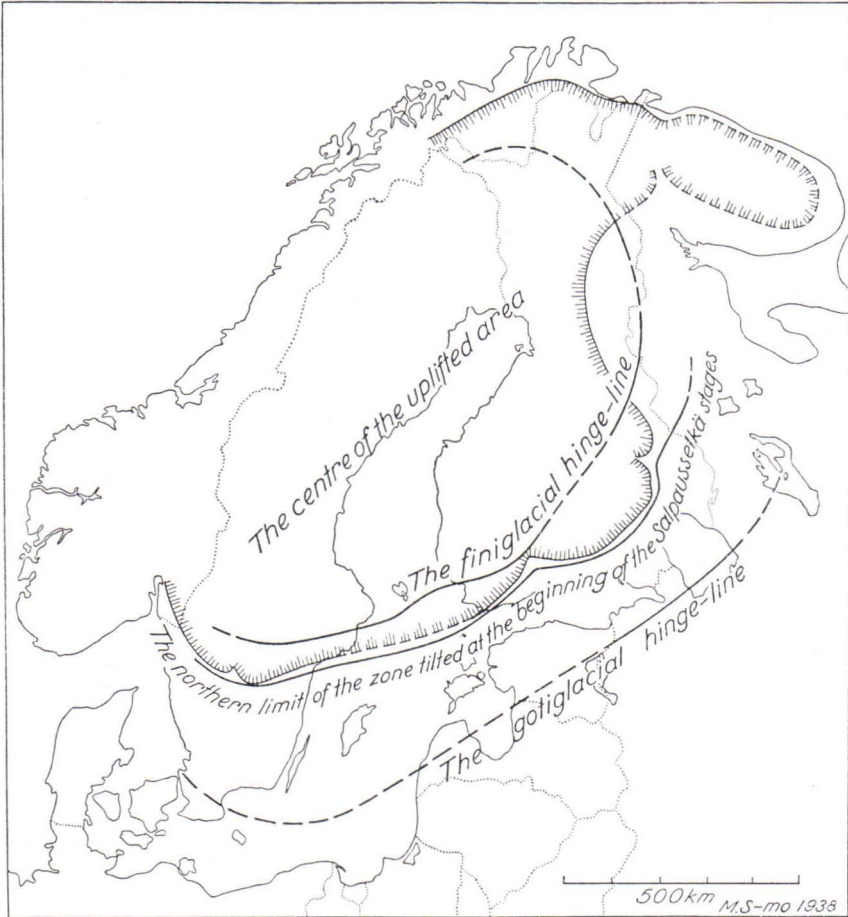 The centre of the uplifted area
The finiglacial hinge-line
The northern limit of the zone tilted at the beginning of the Salpausselkä stages
The gotiglacial hinge-line
500km
M.S-mo 1938